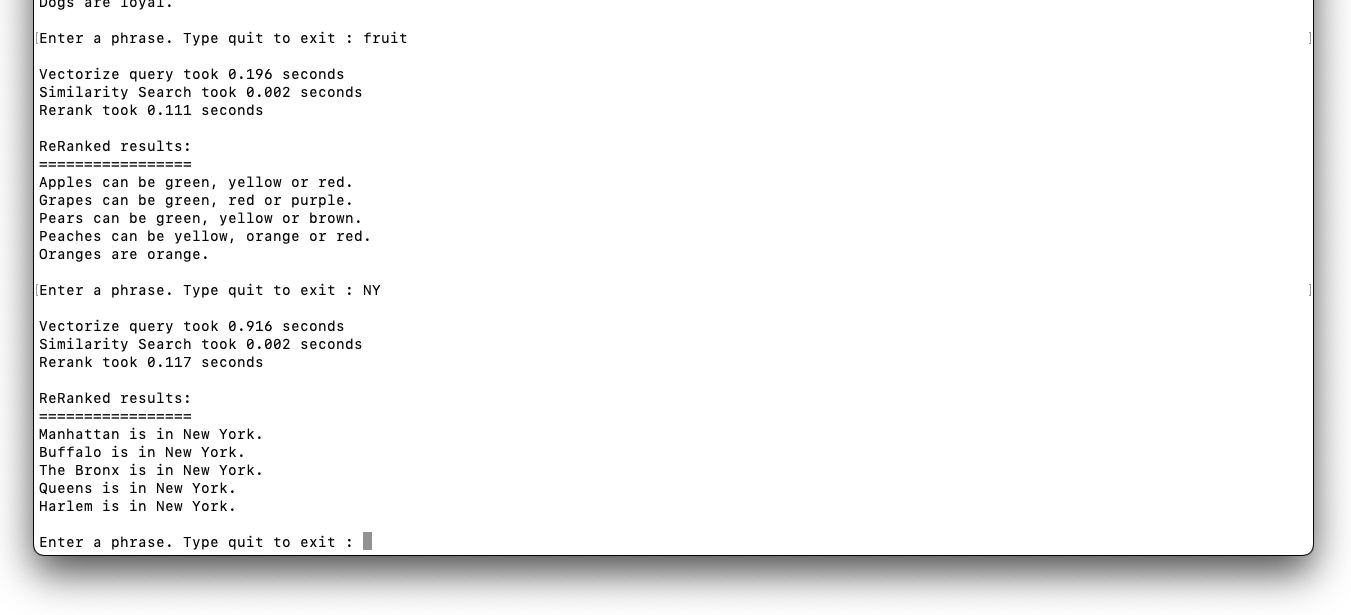 Dogs are loyal.
[Enter a phrase. Type quit to exit : fruit ]
Vectorize query took 0.196 seconds
Similarity Search took 0.002 seconds
Rerank took 0.111 seconds
ReRanked results:
=================
Apples can be green, yellow or red.
Grapes can be green, red or purple.
Pears can be green, yellow or brown.
Peaches can be yellow, orange or red.
Oranges are orange.
[Enter a phrase. Type quit to exit : NY ]
Vectorize query took 0.916 seconds
Similarity Search took 0.002 seconds
Rerank took 0.117 seconds
ReRanked results:
=================
Manhattan is in New York.
Buffalo is in New York.
The Bronx is in New York.
Queens is in New York.
Harlem is in New York.
Enter a phrase. Type quit to exit :